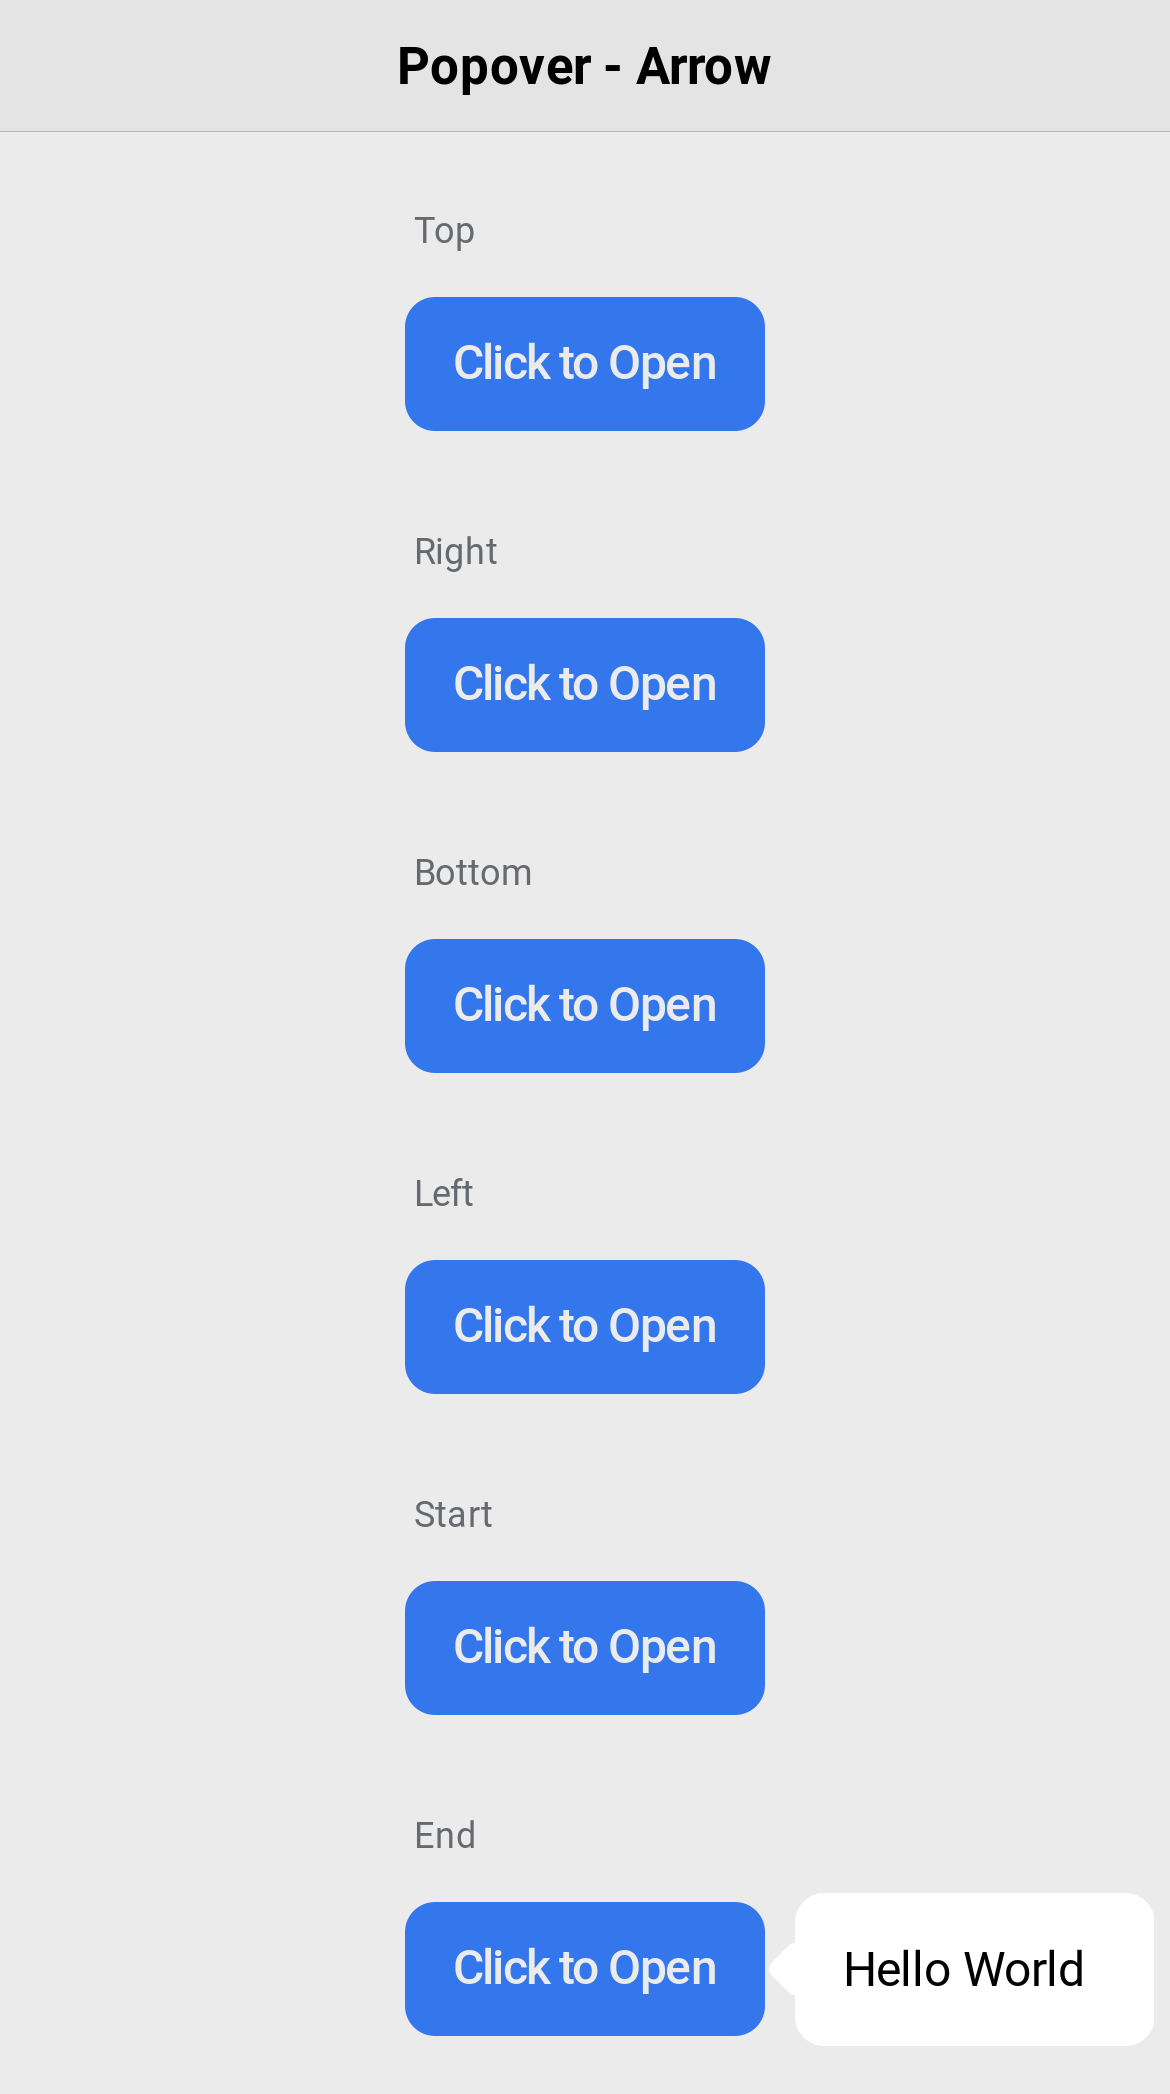 Popover - Arrow
Top
Click to Open
Right
Click to Open
Bottom
Click to Open
Left
Click to Open
Start
Click to Open
End
Click to Open
Hello World